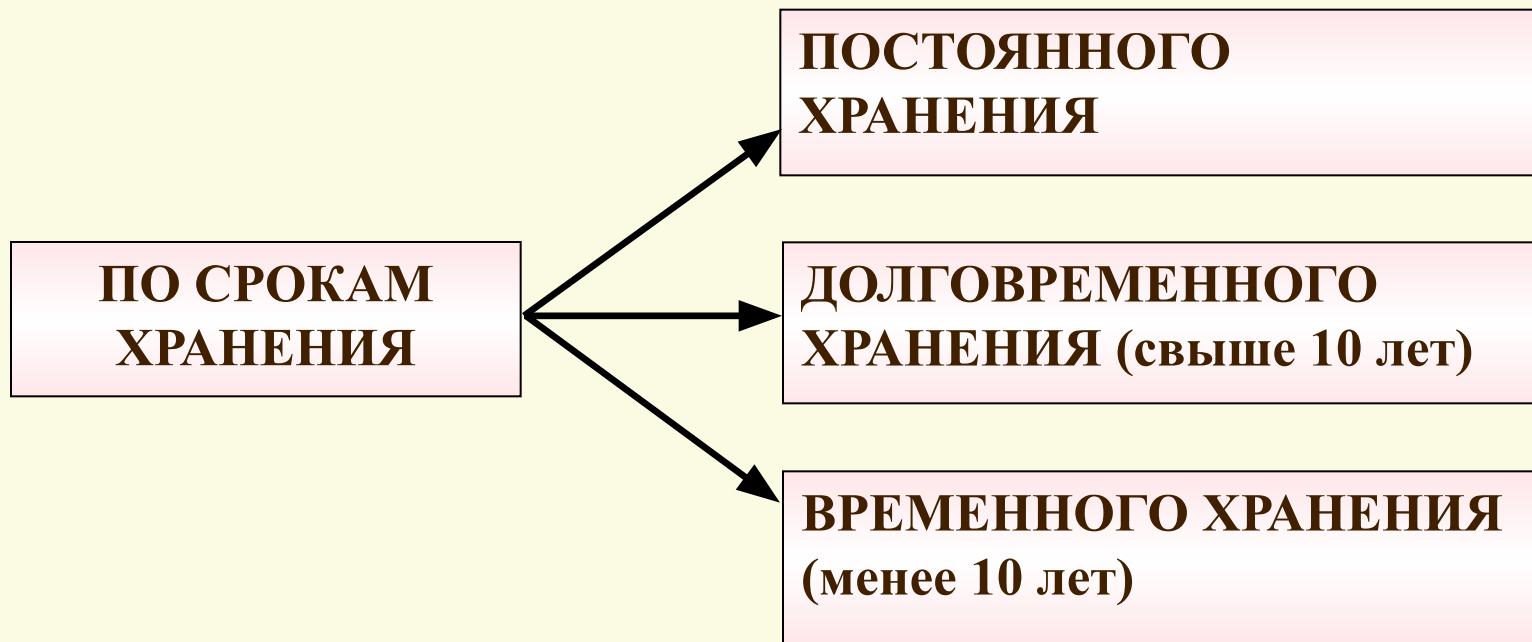 ПОСТОЯННОГО
ХРАНЕНИЯ
ПО СРОКАМ
ХРАНЕНИЯ
ДОЛГОВРЕМЕННОГО
ХРАНЕНИЯ (свыше 10 лет)
ВРЕМЕННОГО ХРАНЕНИЯ
(менее 10 лет)